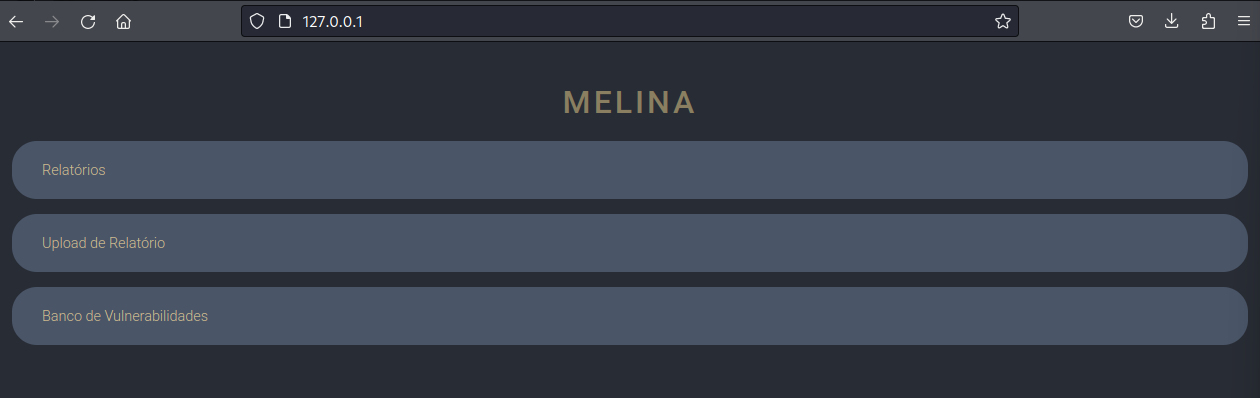 127.0.0.1
MELINA
Relatórios
Upload de Relatório
Banco de Vulnerabilidades